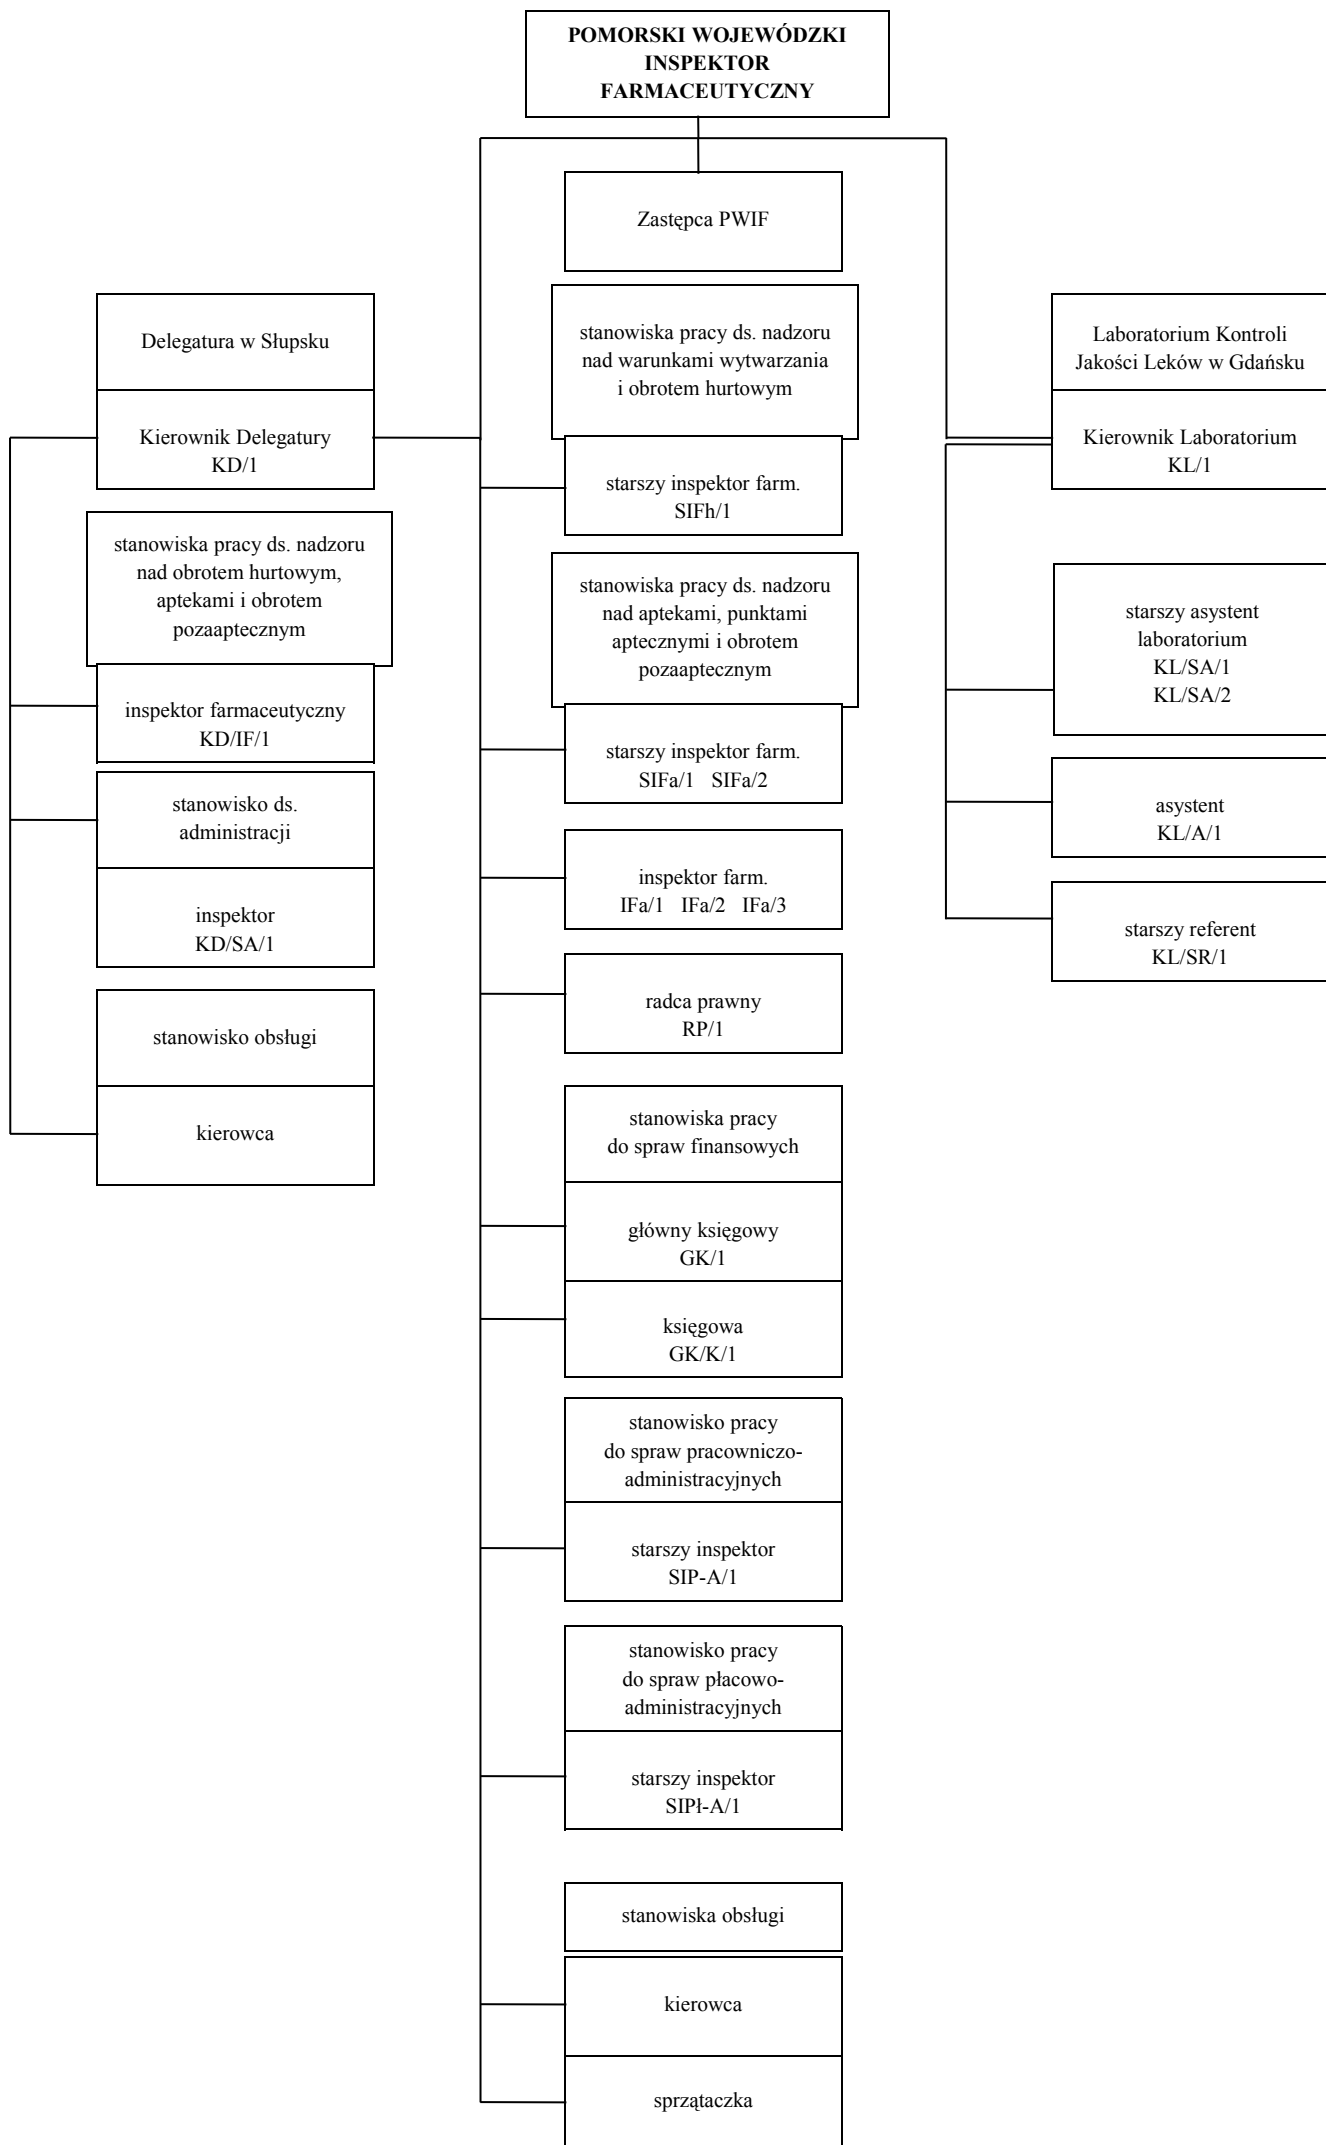 POMORSKI WOJEWÓDZKI
INSPEKTOR
FARMACEUTYCZNY
Zastępca PWIF
Delegatura w Słupsku
Kierownik Delegatury
KD/1
stanowiska pracy ds. nadzoru
nad obrotem hurtowym,
aptekami i obrotem
pozaaptecznym
inspektor farmaceutyczny
KD/IF/1
stanowisko ds.
administracji
inspektor
KD/SA/1
stanowisko obsługi
kierowca
stanowiska pracy ds. nadzoru
nad warunkami wytwarzania
i obrotem hurtowym
starszy inspektor farm.
SIFh/1
stanowiska pracy ds. nadzoru
nad aptekami, punktami
aptecznymi i obrotem
pozaaptecznym
starszy inspektor farm.
SIFa/1 SIFa/2
inspektor farm.
IFa/1 IFa/2 IFa/3
radca prawny
RP/1
stanowiska pracy
do spraw finansowych
główny księgowy
GK/1
księgowa
GK/K/1
stanowisko pracy
do spraw pracowniczo-
administracyjnych
starszy inspektor
SIP-A/1
stanowisko pracy
do spraw płacowo-
administracyjnych
starszy inspektor
SIPł-A/1
stanowiska obsługi
kierowca
sprzątaczka
Laboratorium Kontroli
Jakości Leków w Gdańsku
Kierownik Laboratorium
KL/1
starszy asystent
laboratorium
KL/SA/1
KL/SA/2
asystent
KL/A/1
starszy referent
KL/SR/1